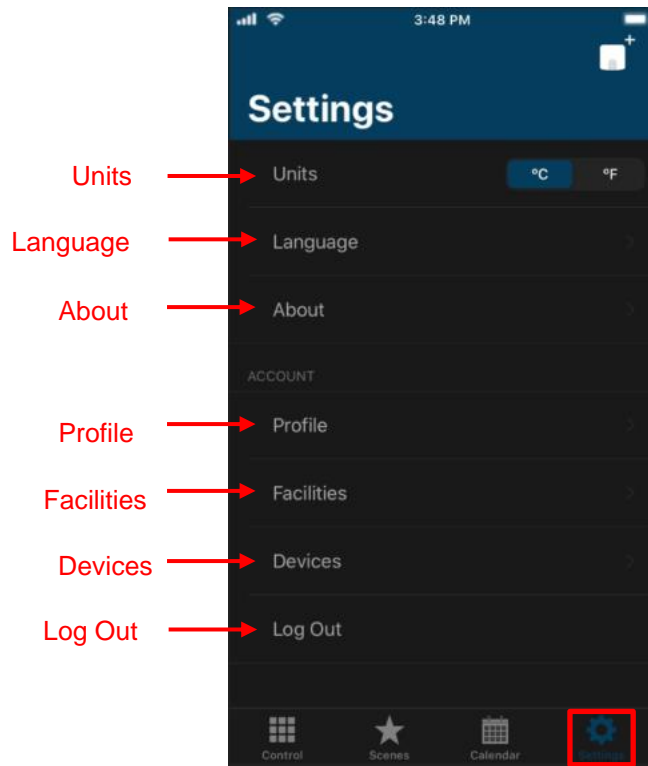 3:48 PM
Settings
Units Units °C °F
Language Language
About About
ACCOUNT
Profile Profile
Facilities Facilities
Devices Devices
Log Out Log Out
Control Scenes Calendar Settings